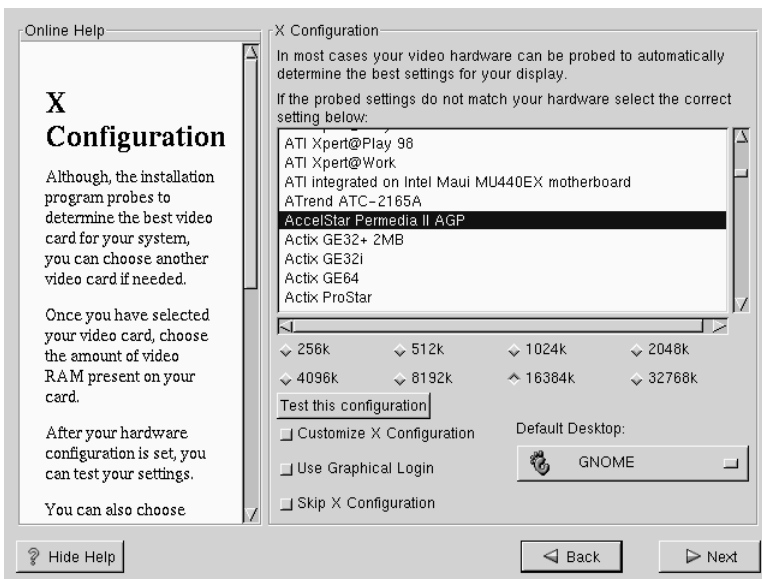 Online Help
X
Configuration
Although, the installation
program probes to
determine the best video
card for your system,
you can choose another
video card if needed.
Once you have selected
your video card, choose
the amount of video
RAM present on your
card.
After your hardware
configuration is set, you
can test your settings.
You can also choose
X Configuration
In most cases your video hardware can be probed to automatically
determine the best settings for your display.
If the probed settings do not match your hardware select the correct
setting below:
ATI Xpert@Play 98
ATI Xpert@Work
ATI integrated on Intel Maui MU440EX motherboard
ATrend ATC-2165A
AccelStar Permedia II AGP
Actix GE32+ 2MB
Actix GE32i
Actix GE64
Actix ProStar
256k 512k 1024k 2048k
4096k 8192k 16384k 32768k
Test this configuration
Customize X Configuration
Use Graphical Login
Skip X Configuration
Default Desktop:
GNOME
? Hide Help
Back
Next